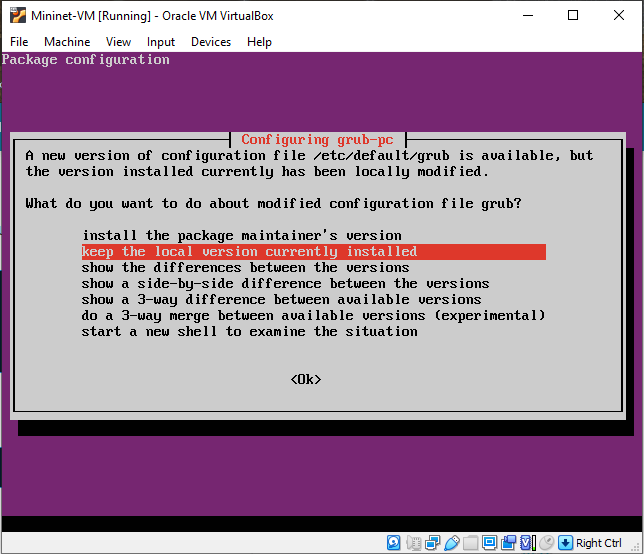 Mininet-VM [Running] - Oracle VM VirtualBox
File Machine View Input Devices Help
Package configuration
Configuring grub-pc
A new version of configuration file /etc/default/grub is available, but
the version installed currently has been locally modified.
What do you want to do about modified configuration file grub?
install the package maintainer's version
keep the local version currently installed
show the differences between the versions
show a side-by-side difference between the versions
show a 3-way difference between available versions
do a 3-way merge between available versions (experimental)
start a new shell to examine the situation
<Ok>
Right Ctrl